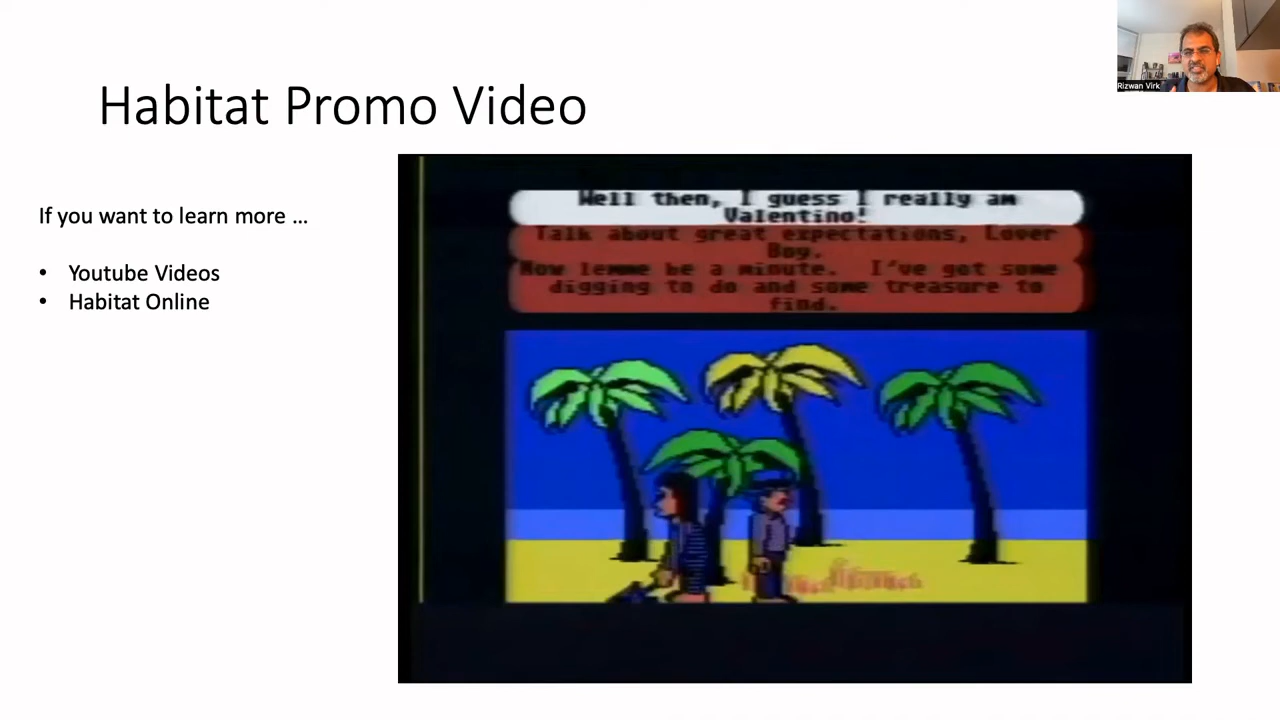 Rizwan Virk
Habitat Promo Video
If you want to learn more ...
• Youtube Videos
• Habitat Online
Well then, I guess I really am
Valentino!
Talk about great expectations, Lover
Boy.
Now lemme be a minute. I've got some
digging to do and some treasure to
find.